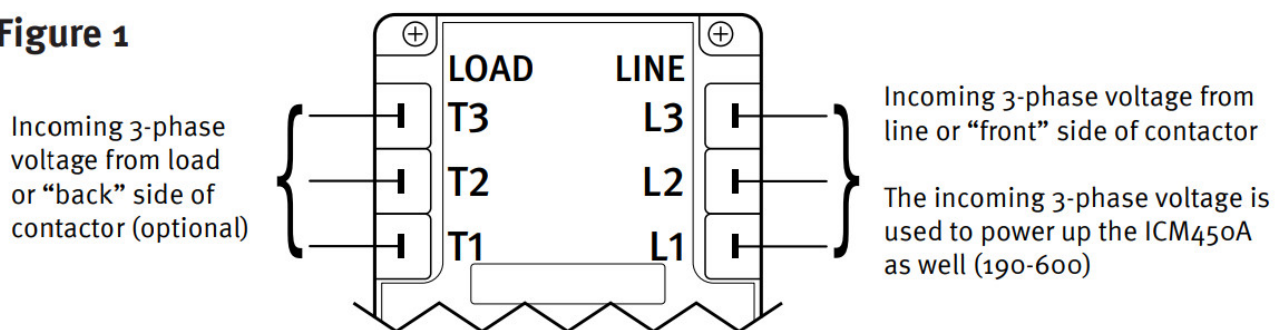 Figure 1
Incoming 3-phase
voltage from load
or “back” side of
contactor (optional)
LOAD LINE
T3 L3
T2 L2
T1 L1
Incoming 3-phase voltage from
line or “front” side of contactor
The incoming 3-phase voltage is
used to power up the ICM450A
as well (190-600)